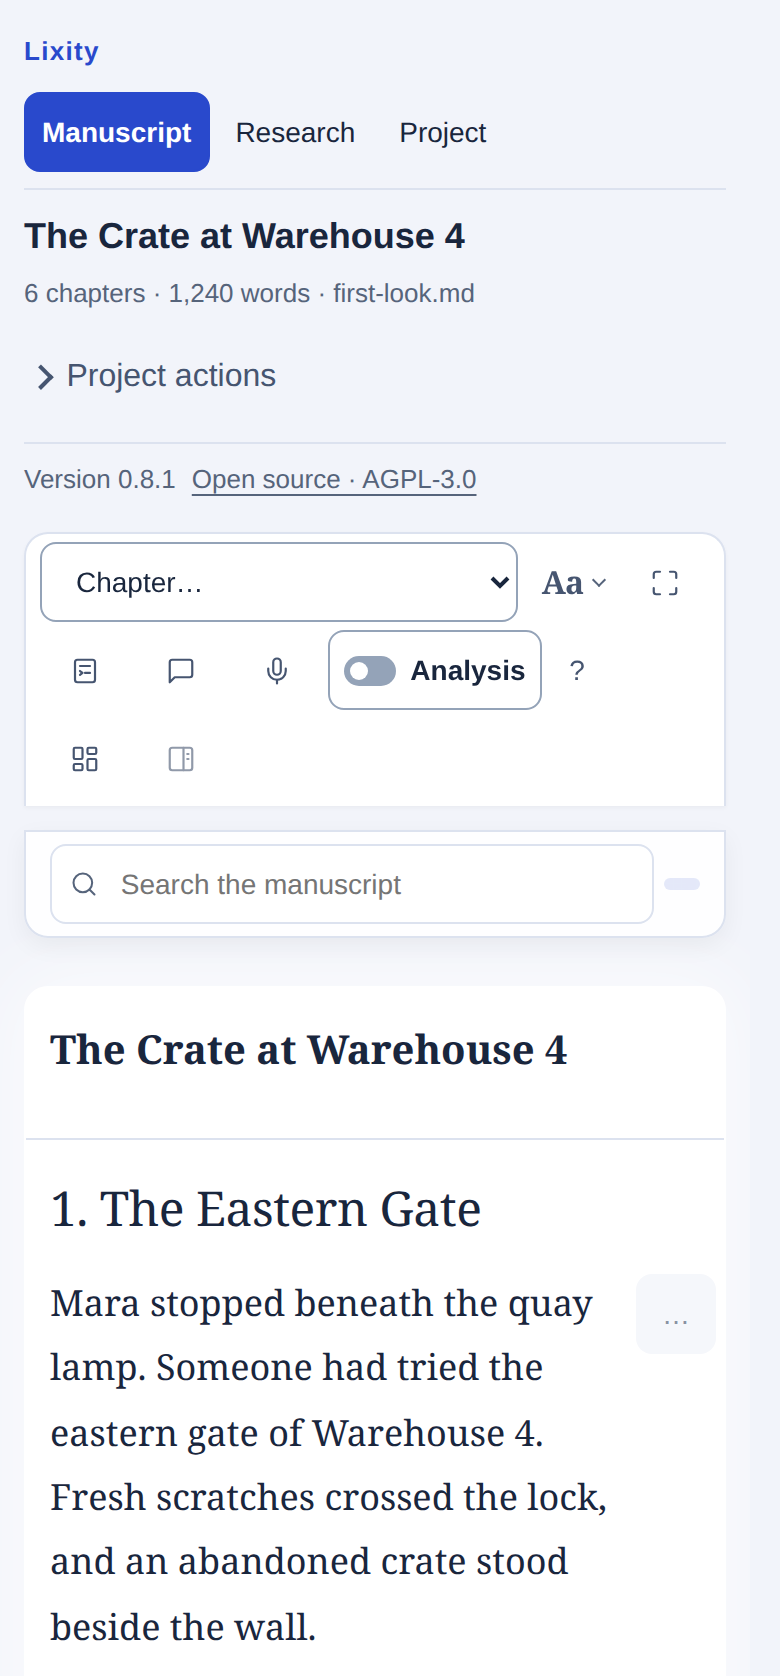 Lixity
Manuscript Research Project
The Crate at Warehouse 4
6 chapters · 1,240 words · first-look.md
Project actions
Version 0.8.1 Open source · AGPL-3.0
Chapter… Aa
Analysis ?
Search the manuscript
The Crate at Warehouse 4
1. The Eastern Gate
Mara stopped beneath the quay
…
lamp. Someone had tried the
eastern gate of Warehouse 4.
Fresh scratches crossed the lock,
and an abandoned crate stood
beside the wall.